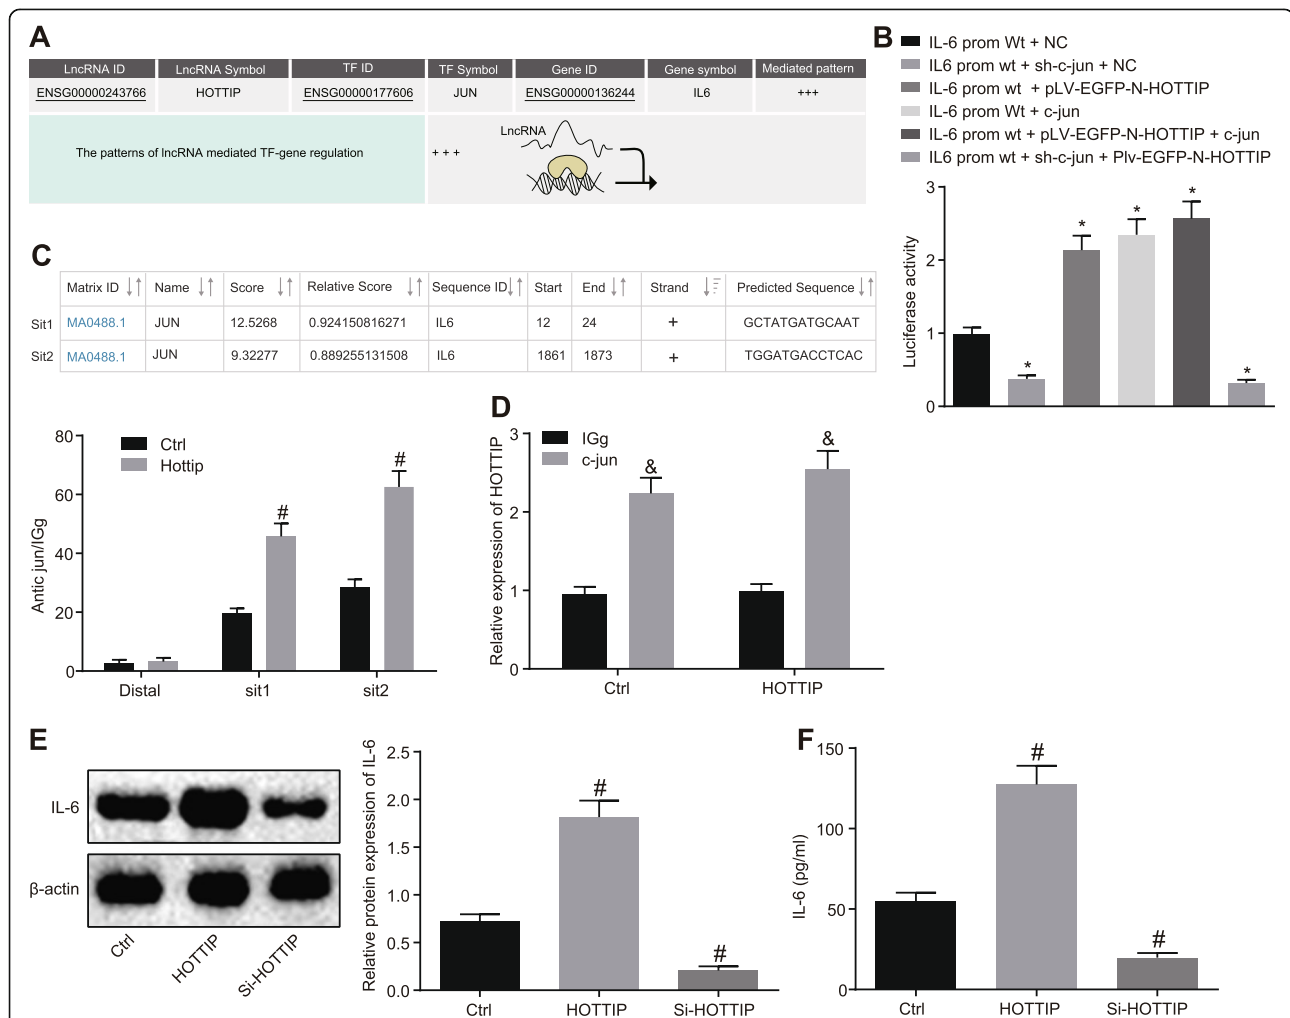 A
LncRNA ID LncRNA Symbol TF ID TF Symbol Gene ID Gene symbol Mediated pattern
ENSG00000243766 HOTTIP ENSG00000177606 JUN ENSG00000136244 IL6 +++
The patterns of lncRNA mediated TF-gene regulation + + +
LncRNA
B
IL-6 prom Wt + NC
IL6 prom wt + sh-c-jun + NC
IL-6 prom wt + pLV-EGFP-N-HOTTIP
IL-6 prom Wt + c-jun
IL-6 prom wt + pLV-EGFP-N-HOTTIP + c-jun
IL6 prom wt + sh-c-jun + Plv-EGFP-N-HOTTIP
Luciferase activity
3
2
1
0
* * * * *
C
Matrix ID Name Score Relative Score Sequence ID Start End Strand Predicted Sequence
Sit1 MA0488.1 JUN 12.5268 0.924150816271 IL6 12 24 + GCTATGATGCAAT
Sit2 MA0488.1 JUN 9.32277 0.889255131508 IL6 1861 1873 + TGGATGACCTCAC
Antic jun/IGg
80
60
40
20
0
Ctrl
Hottip
# #
Distal sit1 sit2
D
Relative expression of HOTTIP
3
2
1
0
IGg
c-jun
& &
Ctrl HOTTIP
E
IL-6
β-actin
Ctrl HOTTIP Si-HOTTIP
Relative protein expression of IL-6
2.5
2.0
1.5
1.0
0.5
0.0
# #
Ctrl HOTTIP Si-HOTTIP
F
IL-6 (pg/ml)
150
100
50
0
# #
Ctrl HOTTIP Si-HOTTIP